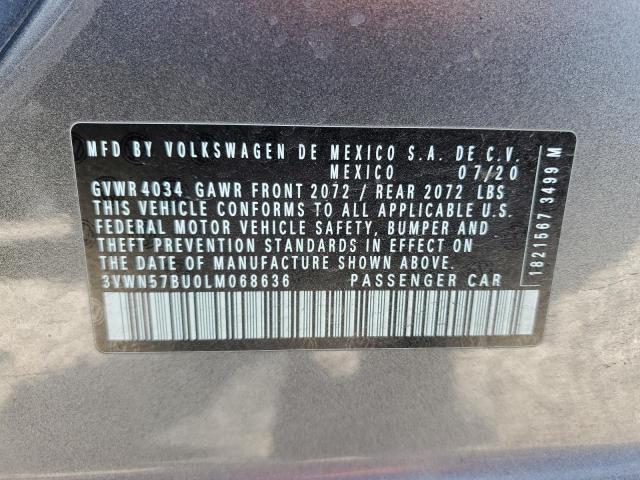 MFD BY VOLKSWAGEN DE MEXICO S.A. DE C.V.
MEXICO 07/20
GVWR 4034 GAWR FRONT 2072 / REAR 2072 LBS
THIS VEHICLE CONFORMS TO ALL APPLICABLE U.S.
FEDERAL MOTOR VEHICLE SAFETY, BUMPER AND
THEFT PREVENTION STANDARDS IN EFFECT ON
THE DATE OF MANUFACTURE SHOWN ABOVE.
3VWN57BU0LM068636 PASSENGER CAR
1821567 3499 M